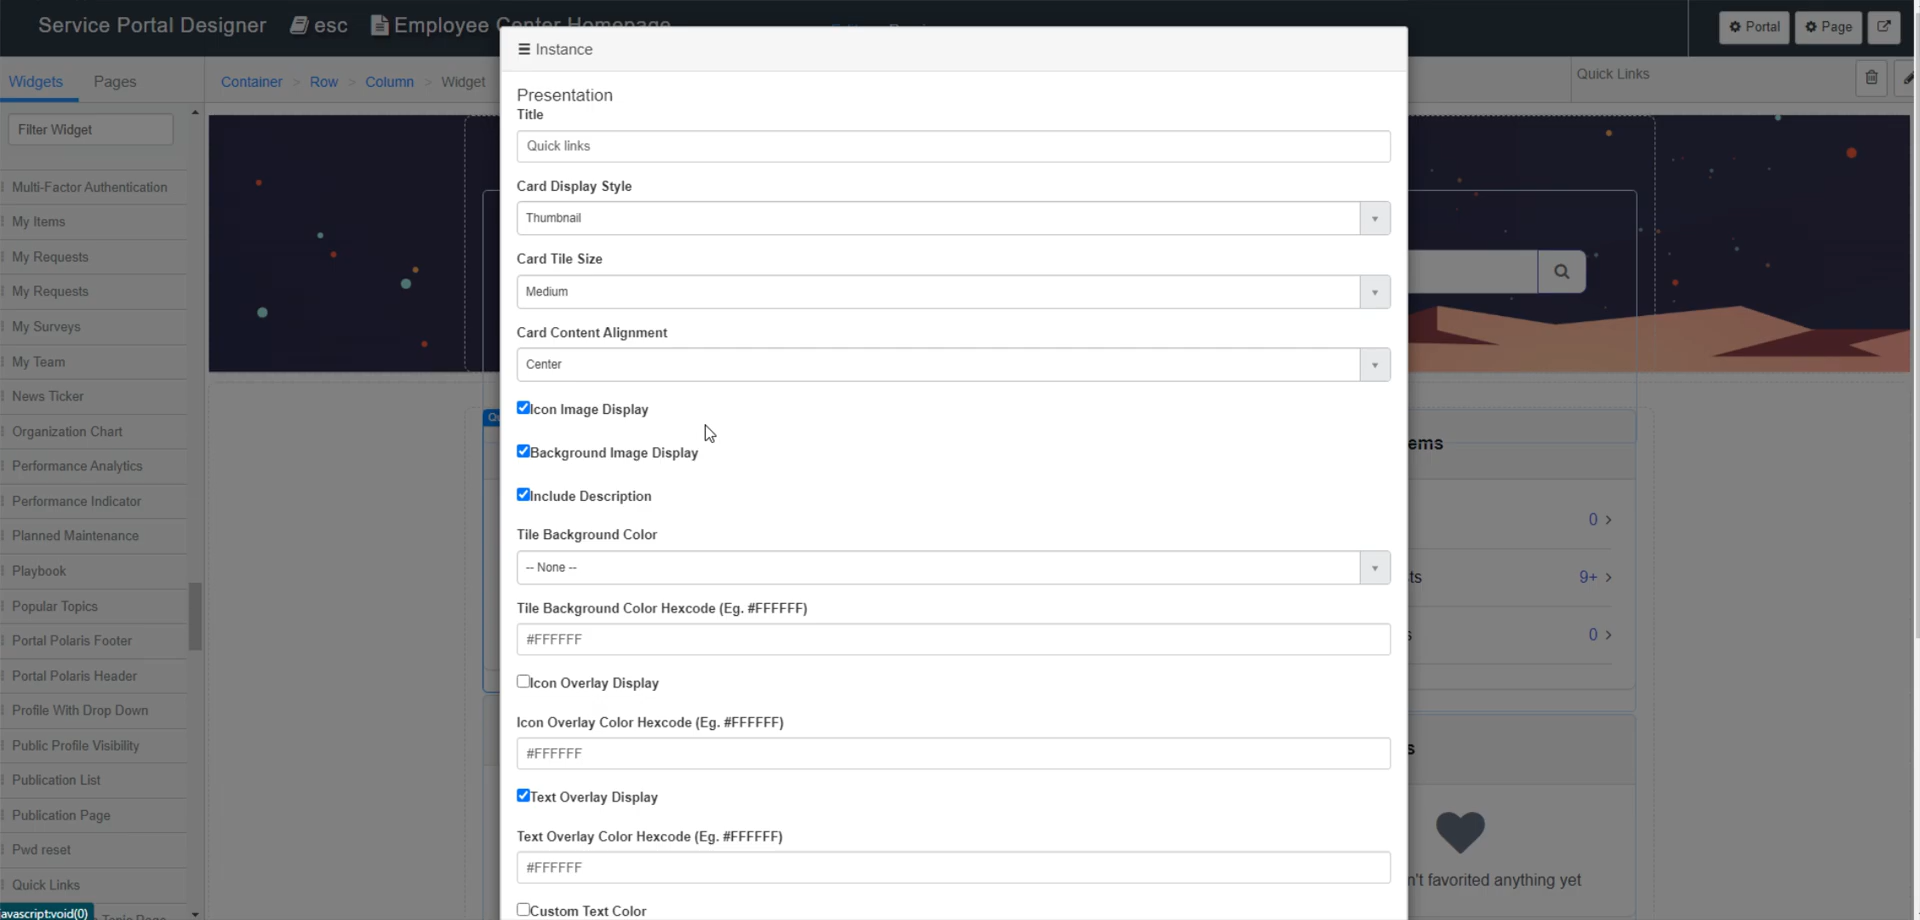 Service Portal Designer
esc
Employee Center Homepage
Portal
Page
Widgets
Pages
Container > Row > Column > Widget
Quick Links
Filter Widget
Multi-Factor Authentication
My Items
My Requests
My Requests
My Surveys
My Team
News Ticker
Organization Chart
Performance Analytics
Performance Indicator
Planned Maintenance
Playbook
Popular Topics
Portal Polaris Footer
Portal Polaris Header
Profile With Drop Down
Public Profile Visibility
Publication List
Publication Page
Pwd reset
Quick Links
avascript:void(0)
Instance
Presentation
Title
Quick links
Card Display Style
Thumbnail
Card Tile Size
Medium
Card Content Alignment
Center
Icon Image Display
Background Image Display
Include Description
Tile Background Color
-- None --
Tile Background Color Hexcode (Eg. #FFFFFF)
#FFFFFF
Icon Overlay Display
Icon Overlay Color Hexcode (Eg. #FFFFFF)
#FFFFFF
Text Overlay Display
Text Overlay Color Hexcode (Eg. #FFFFFF)
#FFFFFF
Custom Text Color
ems
0
ts 9+
s 0
s
n't favorited anything yet